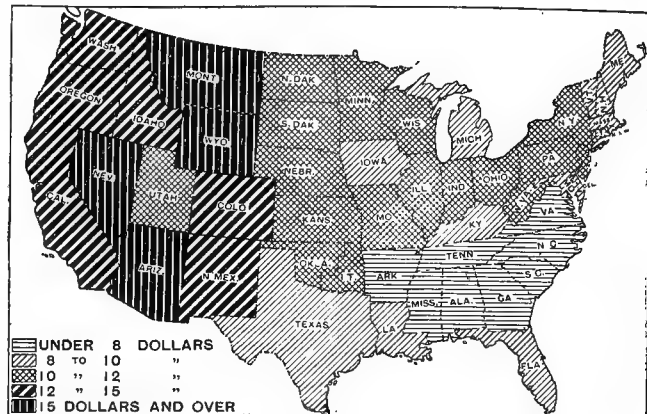 WASH.
ME.
MONT.
N. DAK.
OREGON
MINN.
IDAHO
S. DAK.
WIS.
N.Y.
MICH
WYO.
IOWA
PA.
NEBR.
NEV.
ILL.
IND.
OHIO
UTAH
COLO.
CAL.
KANS.
MO.
KY.
VA.
N.C.
TENN.
OKLA.
I.T.
ARIZ.
N.MEX.
ARK.
S.C.
MISS.
ALA.
GA.
TEXAS
LA.
FLA.
UNDER 8 DOLLARS
8 TO 10 "
10 " 12 "
12 " 15 "
15 DOLLARS AND OVER